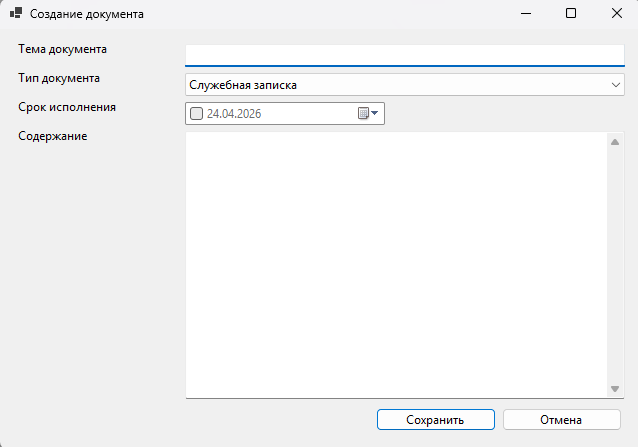 Создание документа
Тема документа
Тип документа
Служебная записка
Срок исполнения
24.04.2026
Содержание
Сохранить
Отмена